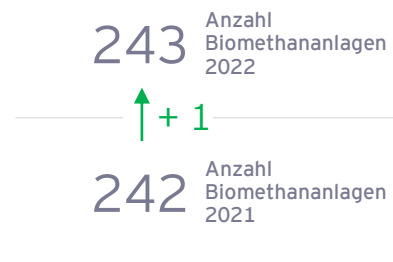 243
Anzahl
Biomethananlagen
2022
+ 1
242
Anzahl
Biomethananlagen
2021